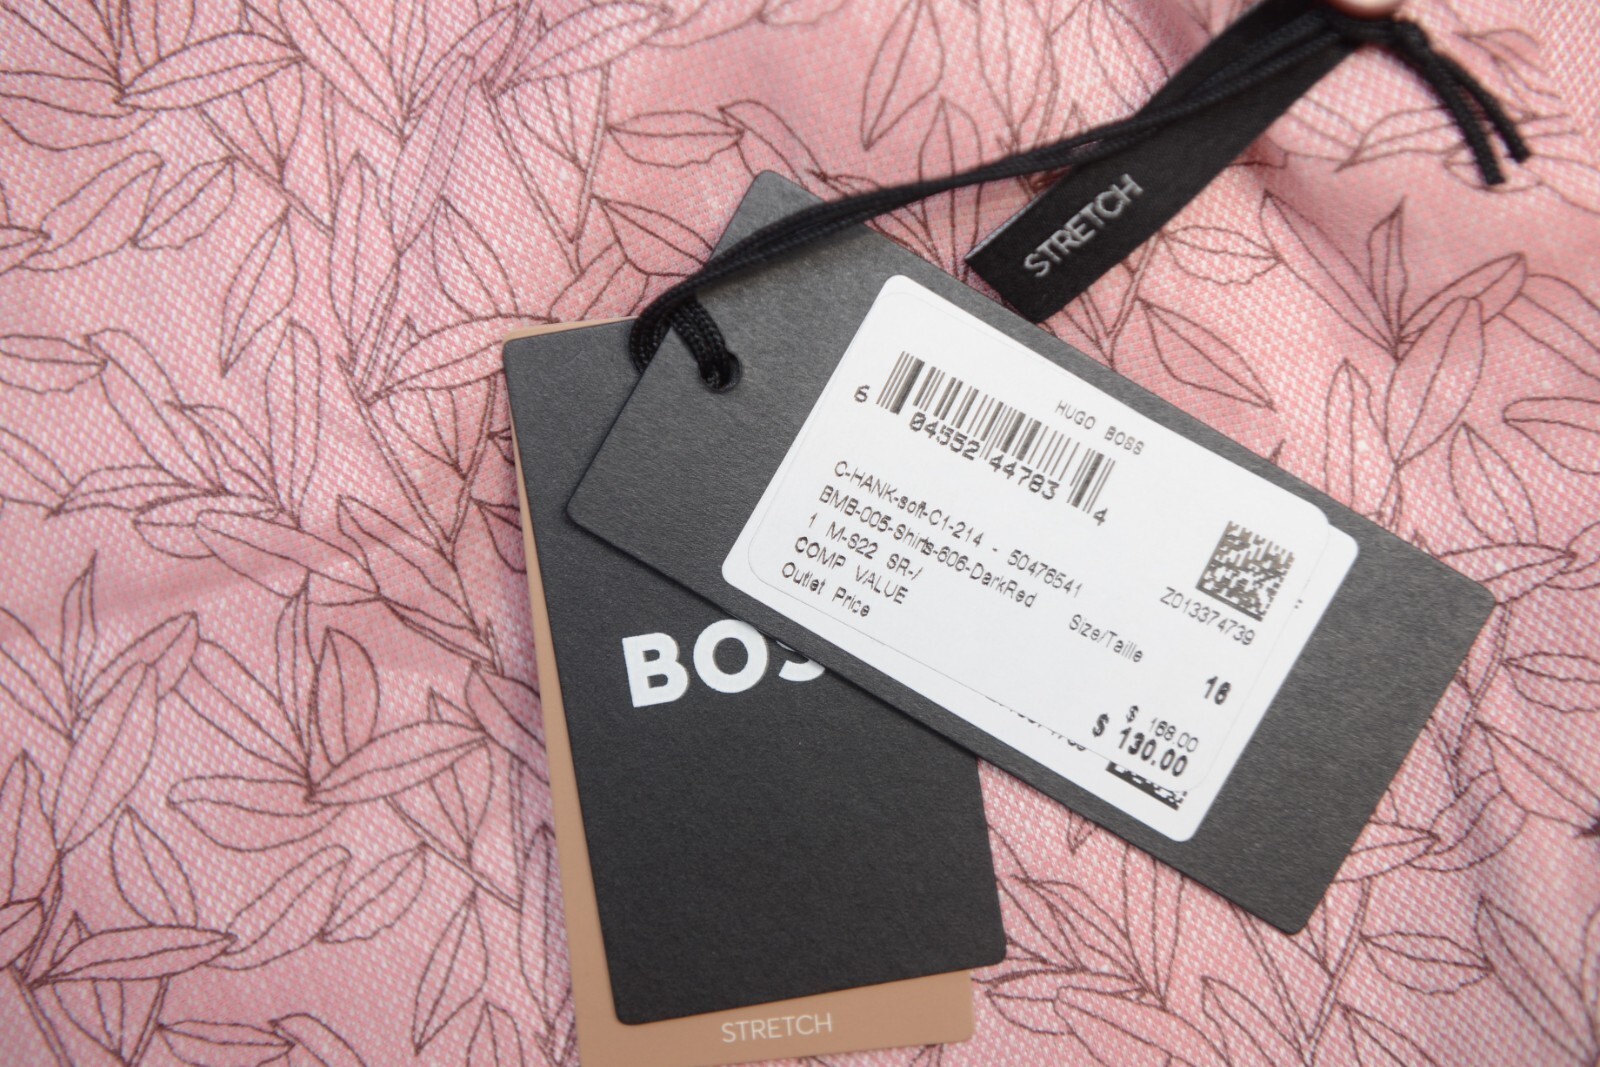 STRETCH
HUGO BOSS
6 04352 44783 4
C-HANK-soft-C1-214 - 50476541
BMB-005-Shirts-606-DarkRed
1 M-S22 SR-/
COMP VALUE
Outlet Price
Z013374739
Size/Taille
16
$ 168.00
$ 130.00
BOS
STRETCH